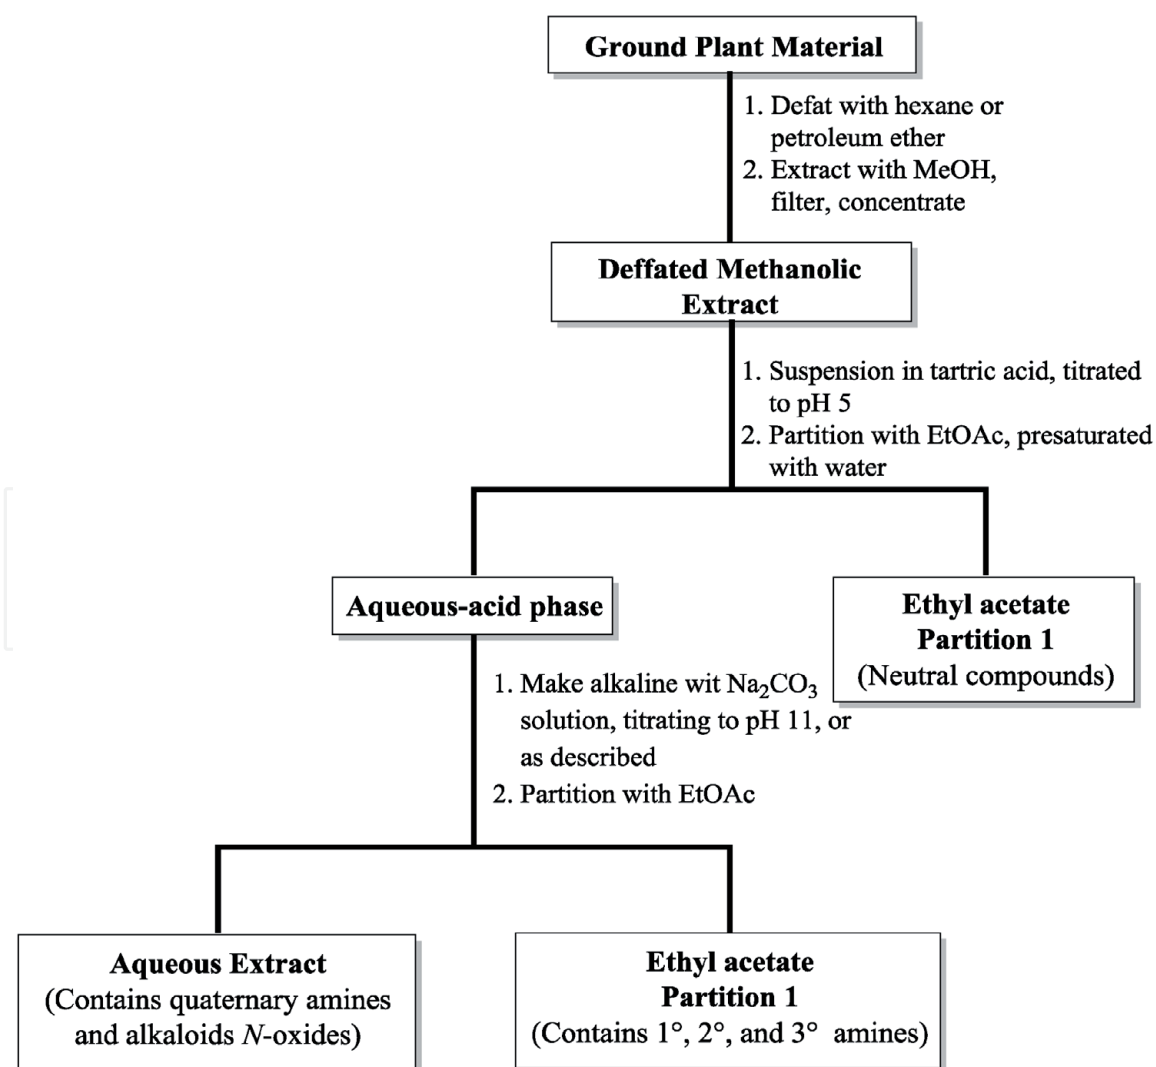 Ground Plant Material
1. Defat with hexane or
petroleum ether
2. Extract with MeOH,
filter, concentrate
Deffated Methanolic
Extract
1. Suspension in tartric acid, titrated
to pH 5
2. Partition with EtOAc, presaturated
with water
Aqueous-acid phase
Ethyl acetate
Partition 1
(Neutral compounds)
1. Make alkaline wit Na₂CO₃
solution, titrating to pH 11, or
as described
2. Partition with EtOAc
Aqueous Extract
(Contains quaternary amines
and alkaloids N-oxides)
Ethyl acetate
Partition 1
(Contains 1°, 2°, and 3° amines)